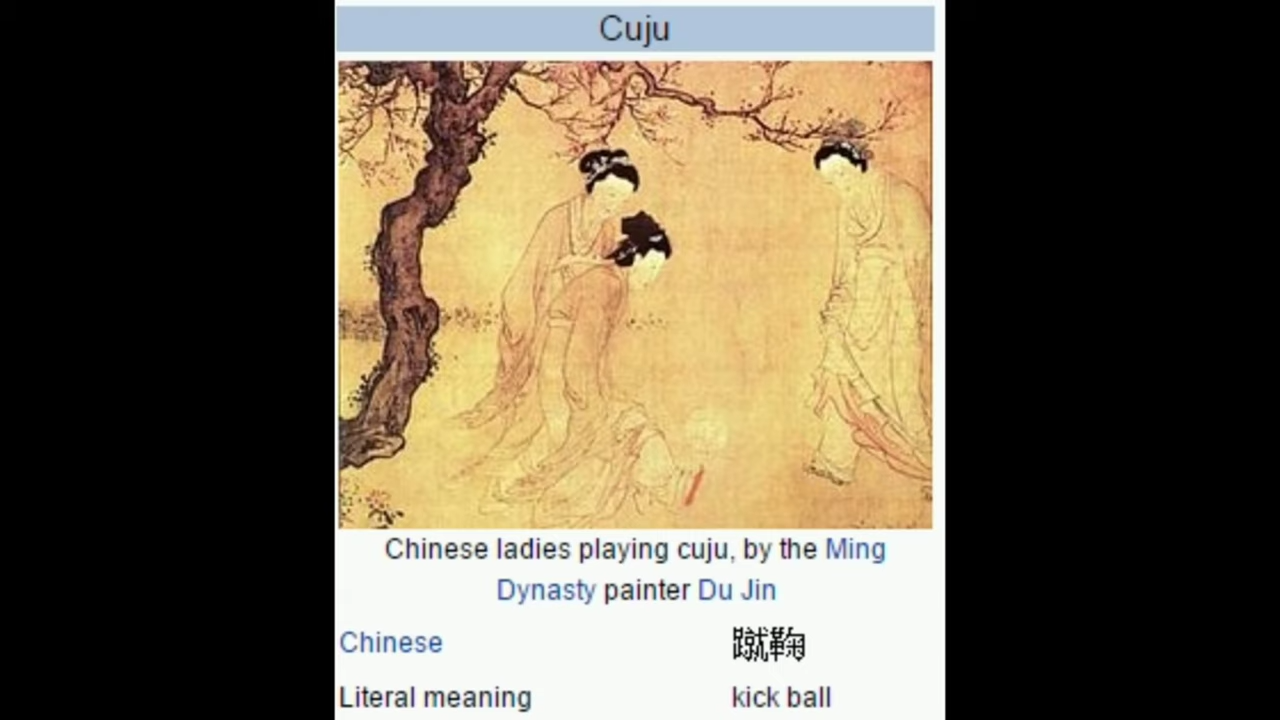 Cuju
Chinese ladies playing cuju, by the Ming
Dynasty painter Du Jin
Chinese 蹴鞠
Literal meaning kick ball